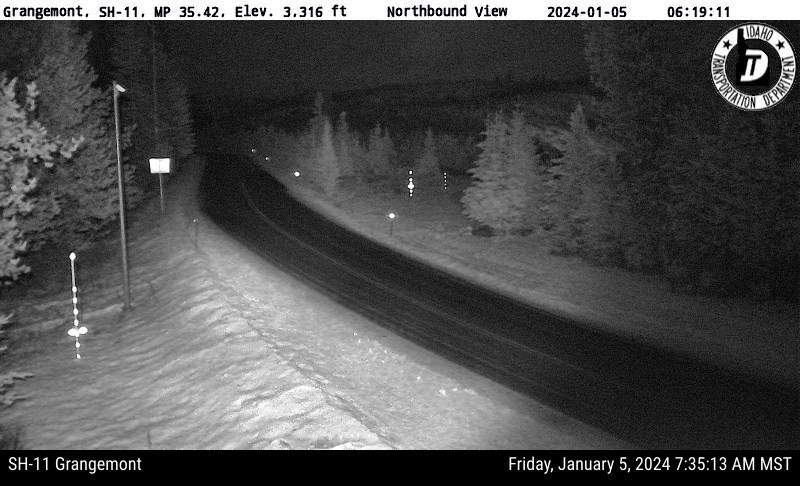 Grangemont, SH-11, MP 35.42, Elev. 3,316 ft Northbound View 2024-01-05 06:19:11
IDAHO
TRANSPORTATION DEPARTMENT
SH-11 Grangemont
Friday, January 5, 2024 7:35:13 AM MST